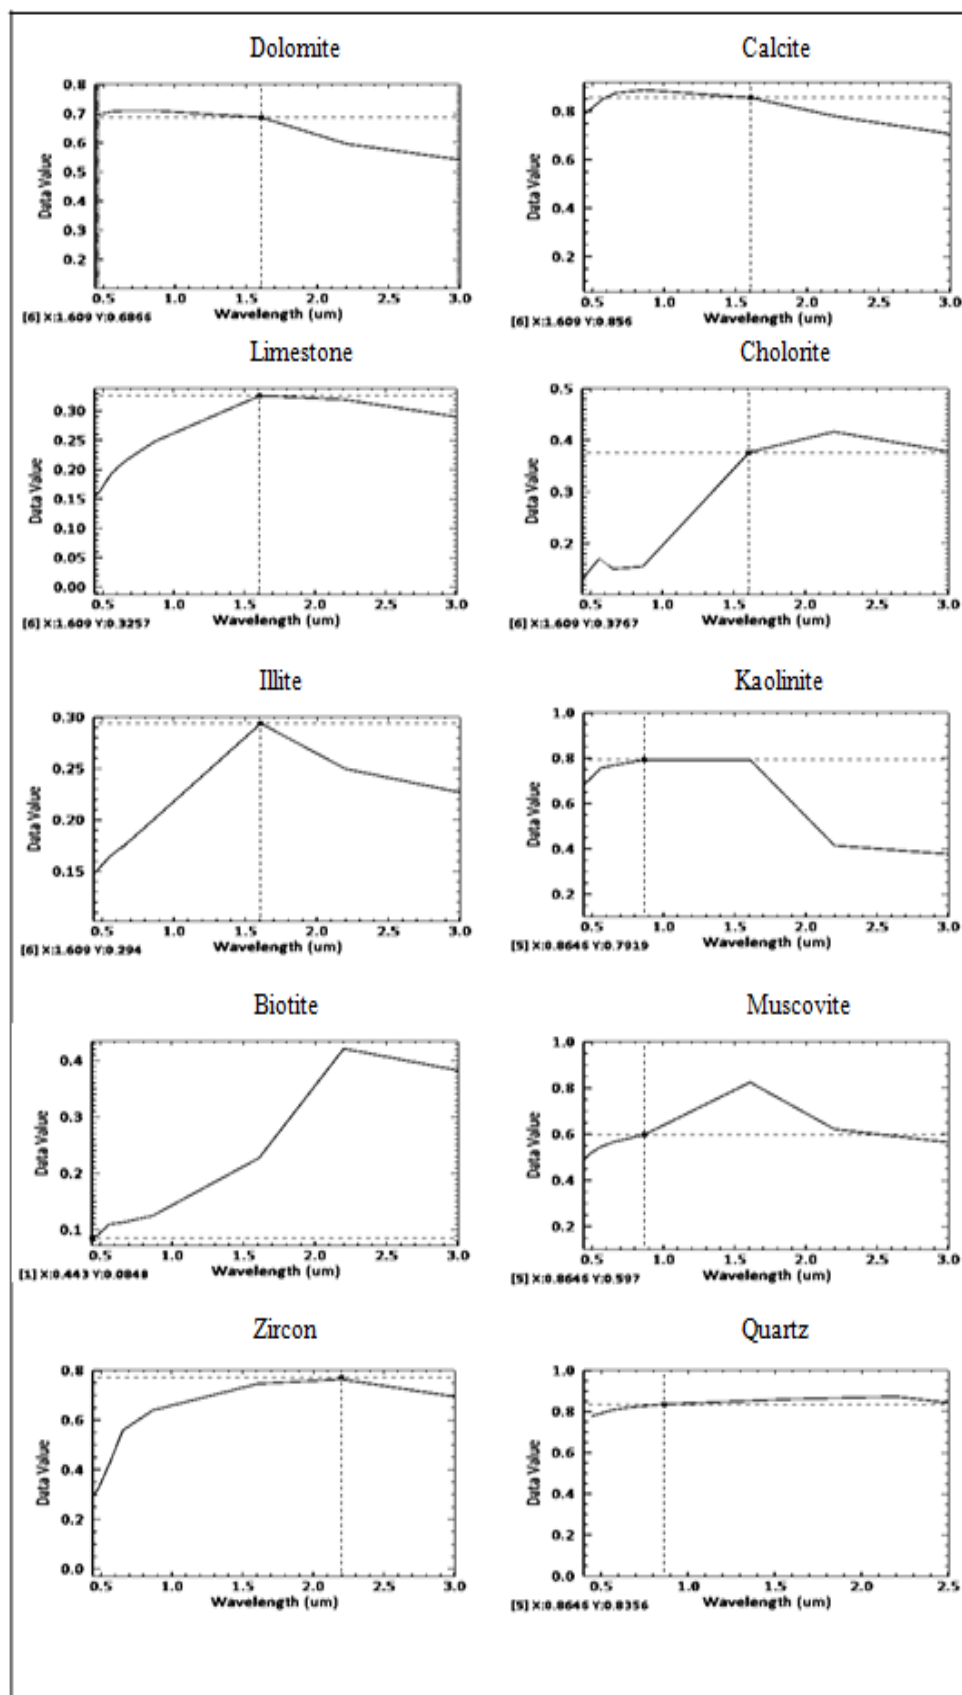 Dolomite
0.8
0.7
0.6
0.5
0.4
0.3
0.2
Data Value
0.5 1.0 1.5 2.0 2.5 3.0
Wavelength (um)
[6] X:1.609 Y:0.6866
Calcite
0.8
0.6
0.4
0.2
Data Value
0.5 1.0 1.5 2.0 2.5 3.0
Wavelength (um)
[6] X:1.609 Y:0.856
Limestone
0.30
0.25
0.20
0.15
0.10
0.05
0.00
Data Value
0.5 1.0 1.5 2.0 2.5 3.0
Wavelength (um)
[6] X:1.609 Y:0.3257
Cholorite
0.5
0.4
0.3
0.2
Data Value
0.5 1.0 1.5 2.0 2.5 3.0
Wavelength (um)
[6] X:1.609 Y:0.3767
Illite
0.30
0.25
0.20
0.15
Data Value
0.5 1.0 1.5 2.0 2.5 3.0
Wavelength (um)
[6] X:1.609 Y:0.294
Kaolinite
1.0
0.8
0.6
0.4
0.2
Data Value
0.5 1.0 1.5 2.0 2.5 3.0
Wavelength (um)
[5] X:0.8646 Y:0.7919
Biotite
0.4
0.3
0.2
0.1
Data Value
0.5 1.0 1.5 2.0 2.5 3.0
Wavelength (um)
[1] X:0.443 Y:0.0848
Muscovite
1.0
0.8
0.6
0.4
0.2
Data Value
0.5 1.0 1.5 2.0 2.5 3.0
Wavelength (um)
[5] X:0.8646 Y:0.597
Zircon
0.8
0.6
0.4
0.2
0.0
Data Value
0.5 1.0 1.5 2.0 2.5 3.0
Wavelength (um)
Quartz
1.0
0.8
0.6
0.4
0.2
0.0
Data Value
0.5 1.0 1.5 2.0 2.5
Wavelength (um)
[5] X:0.8646 Y:0.8356